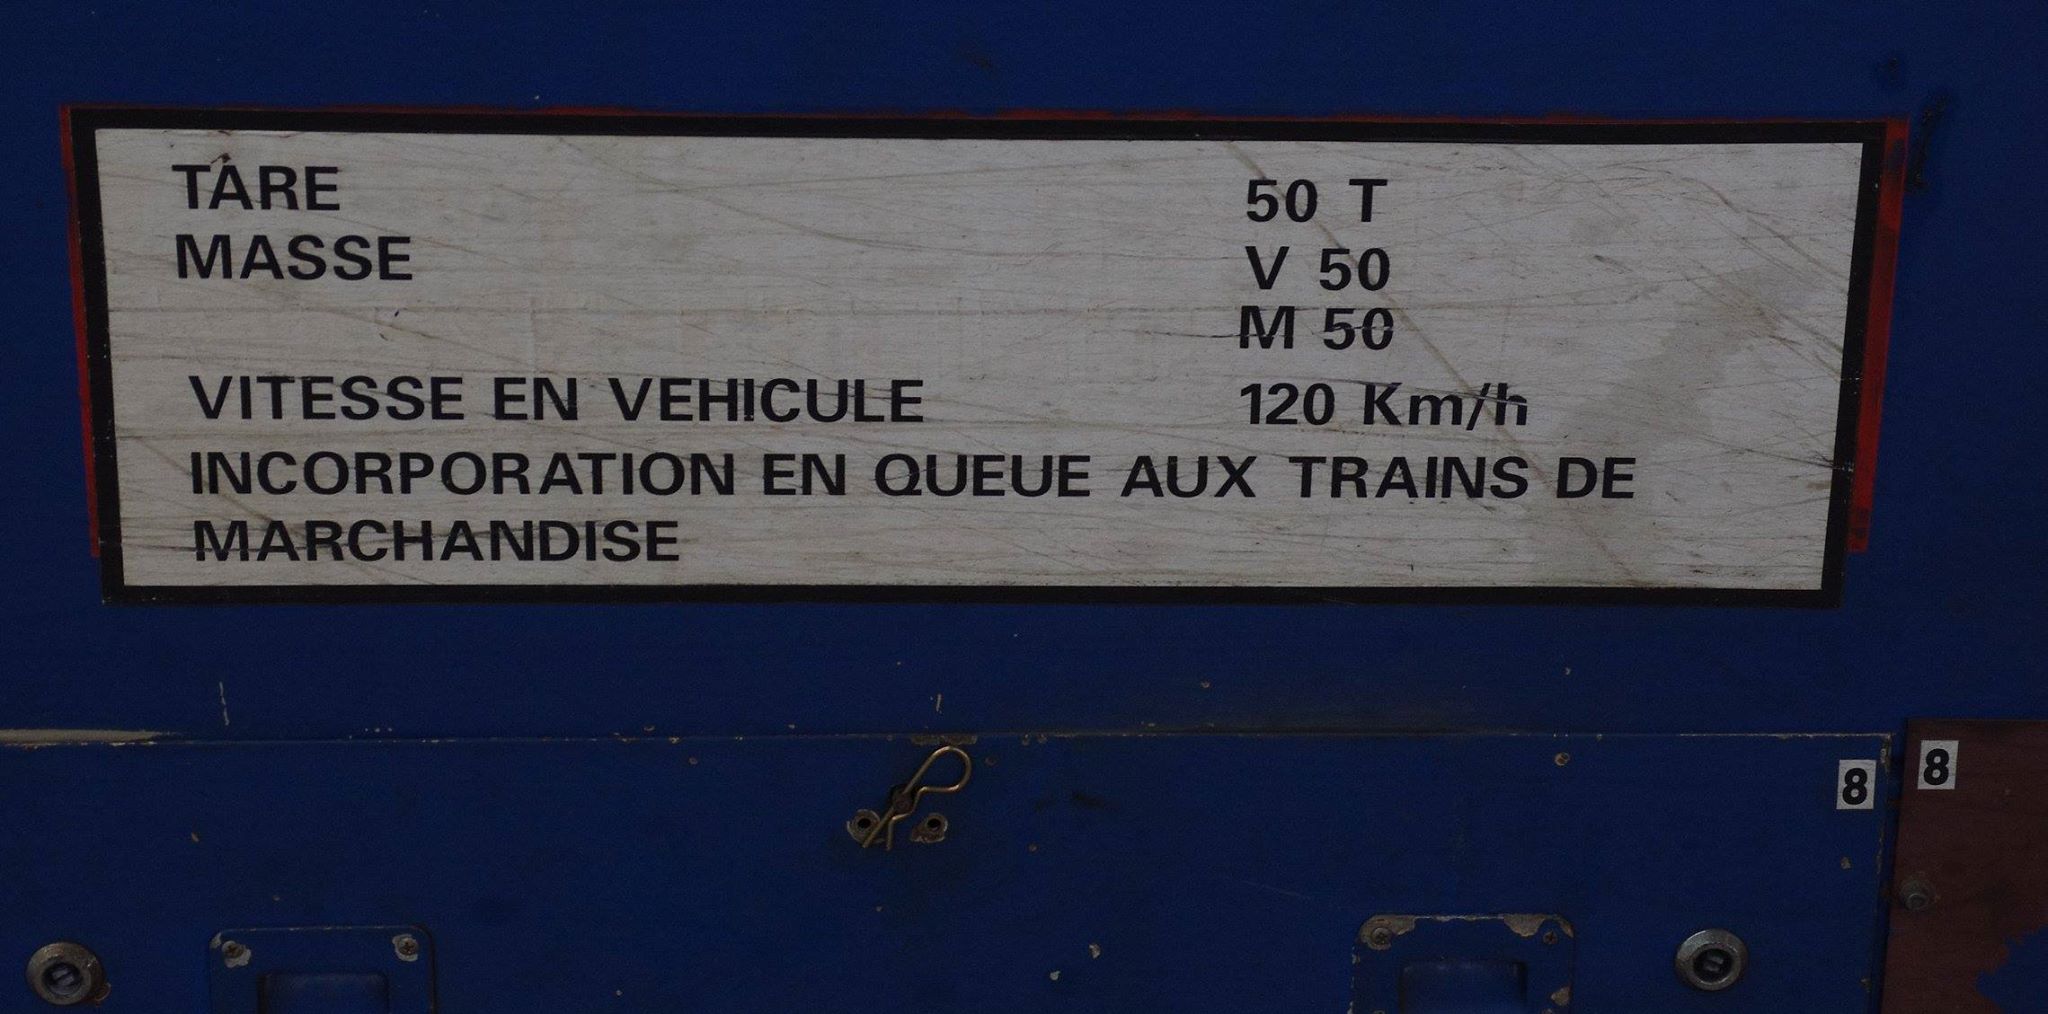 TARE 50 T
MASSE V 50
M 50
VITESSE EN VEHICULE 120 Km/h
INCORPORATION EN QUEUE AUX TRAINS DE
MARCHANDISE
8 8